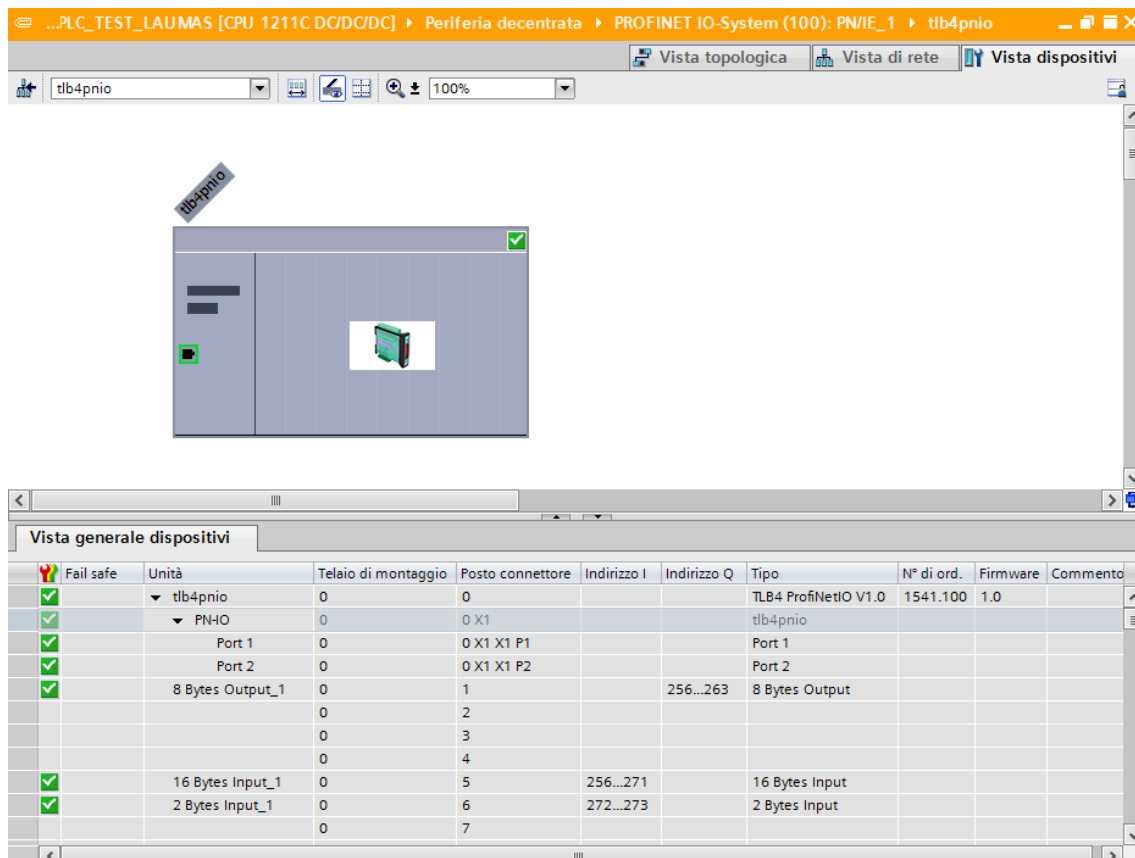 ...PLC_TEST_LAUMAS [CPU 1211C DC/DC/DC] Periferia decentrata PROFINET IO-System (100): PN/IE_1 tlb4pnio
Vista topologica Vista di rete Vista dispositivi
tlb4pnio 100%
tlb4pnio
Vista generale dispositivi
Fail safe Unità Telaio di montaggio Posto connettore Indirizzo I Indirizzo Q Tipo N° di ord. Firmware Commento
tlb4pnio 0 0 TLB4 ProfiNetIO V1.0 1541.100 1.0
PN-IO 0 0 X1 tlb4pnio
Port 1 0 0 X1 X1 P1 Port 1
Port 2 0 0 X1 X1 P2 Port 2
8 Bytes Output_1 0 1 256...263 8 Bytes Output
0 2
0 3
0 4
16 Bytes Input_1 0 5 256...271 16 Bytes Input
2 Bytes Input_1 0 6 272...273 2 Bytes Input
0 7